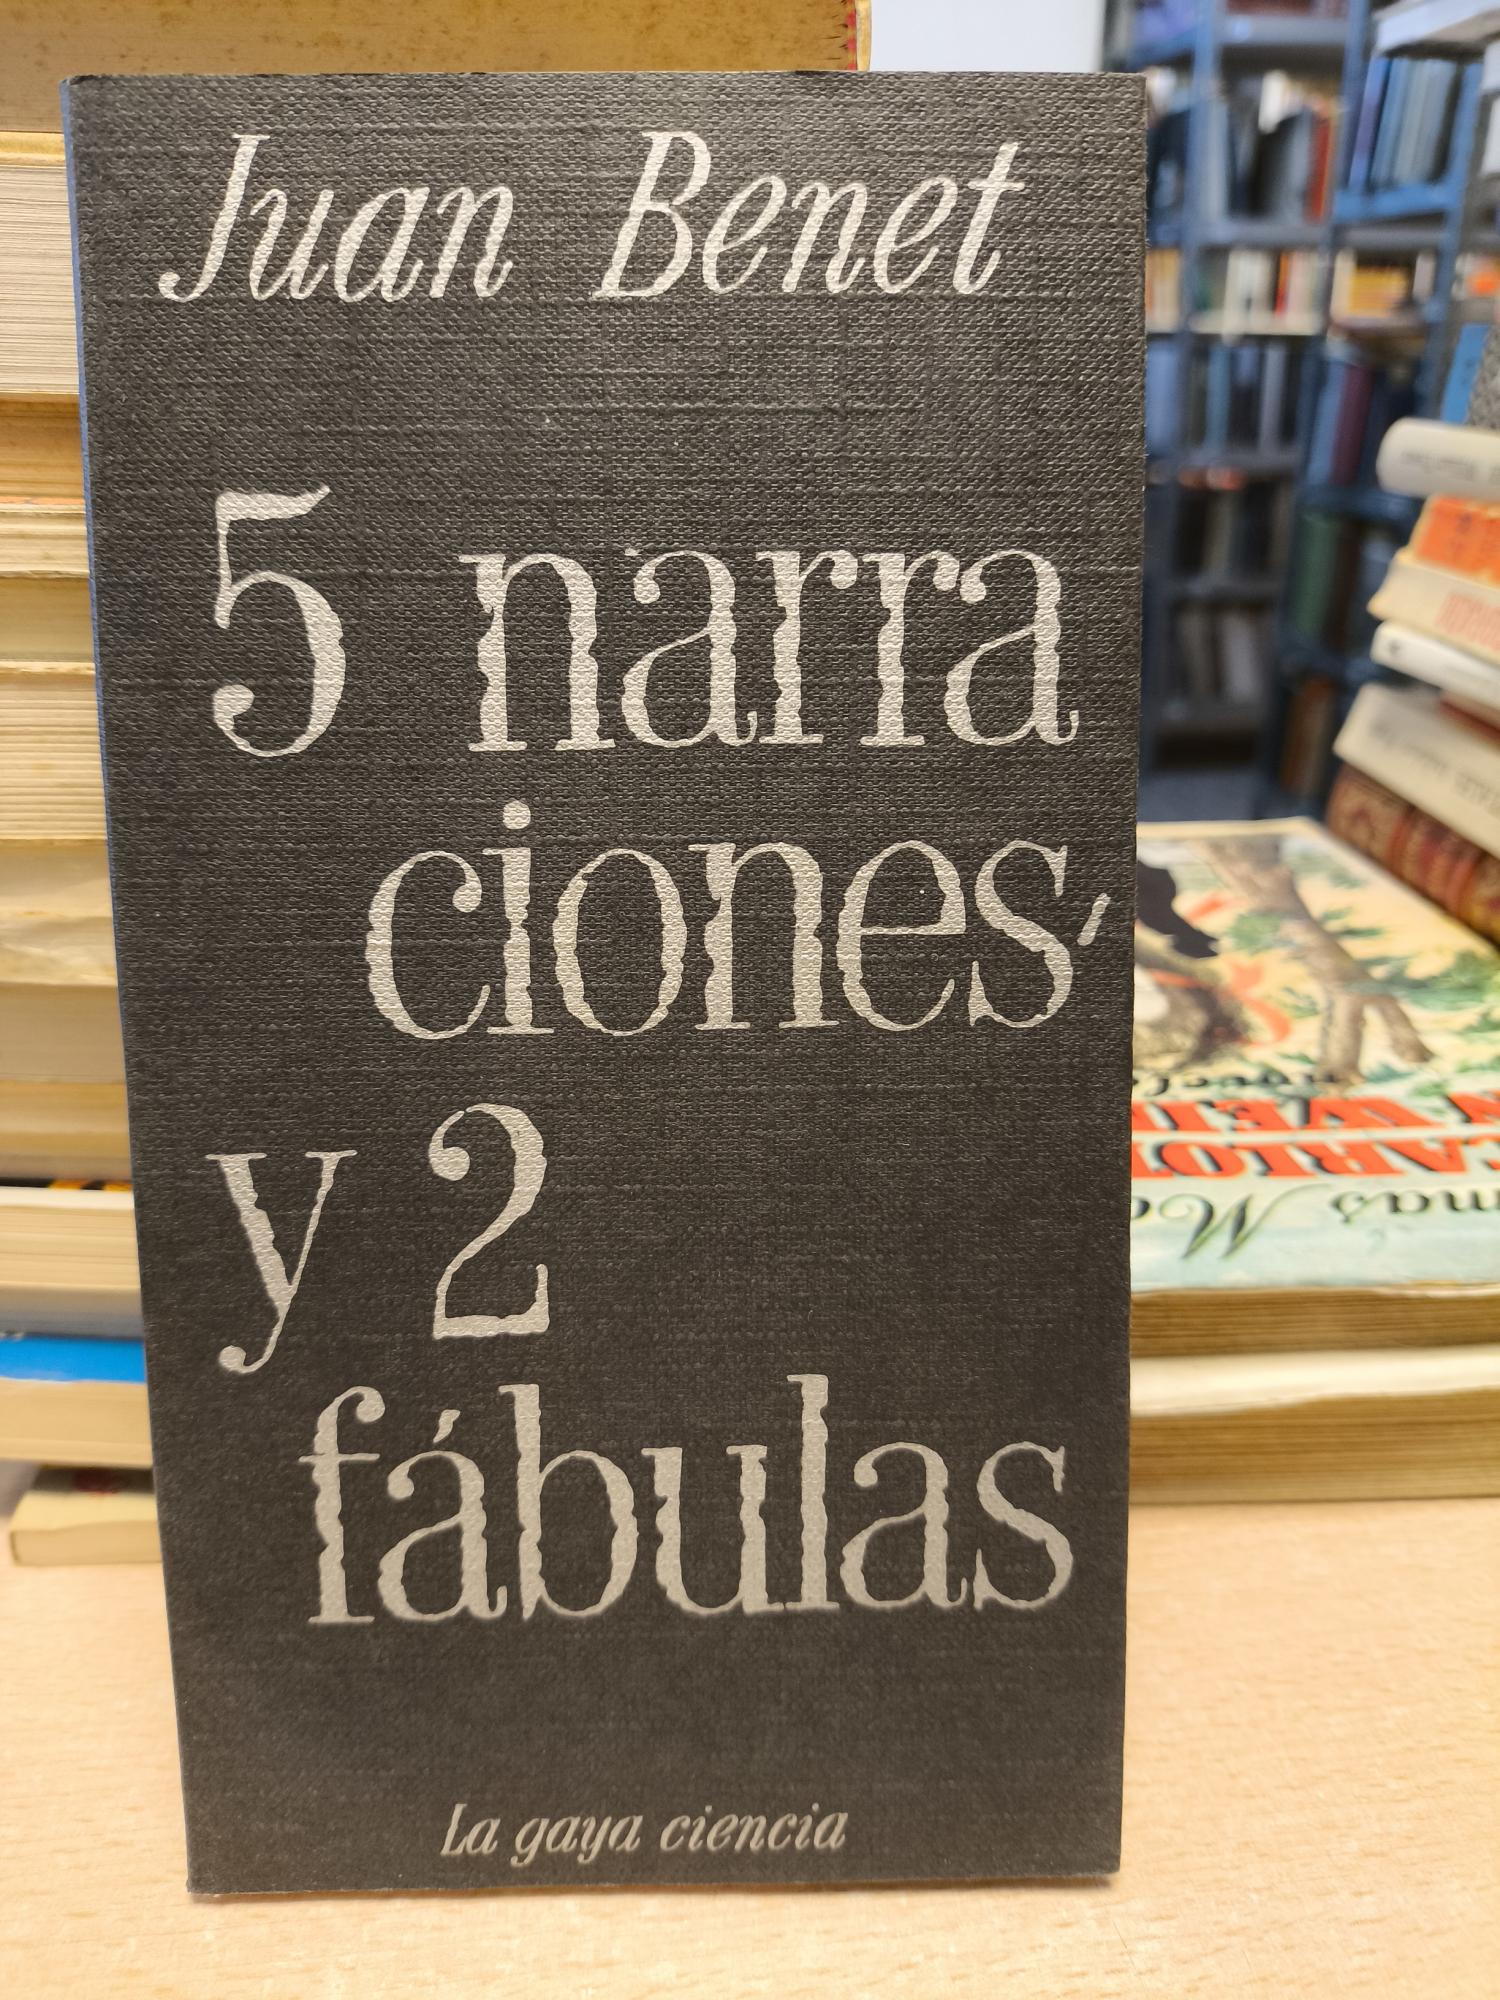 Juan Benet
5 narra
ciones
y 2
fábulas
La gaya ciencia